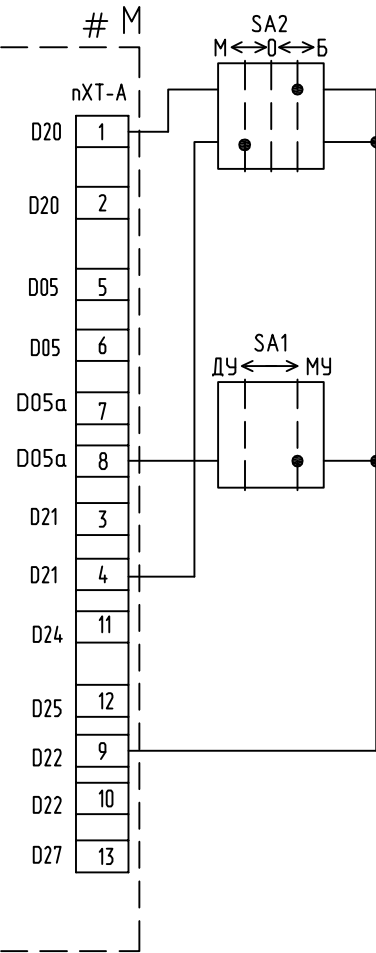 # М
SA2
М О Б
nXT-A
D20 1
D20 2
D05 5
D05 6
SA1
ДУ МУ
D05a 7
D05a 8
D21 3
D21 4
D24 11
D25 12
D22 9
D22 10
D27 13